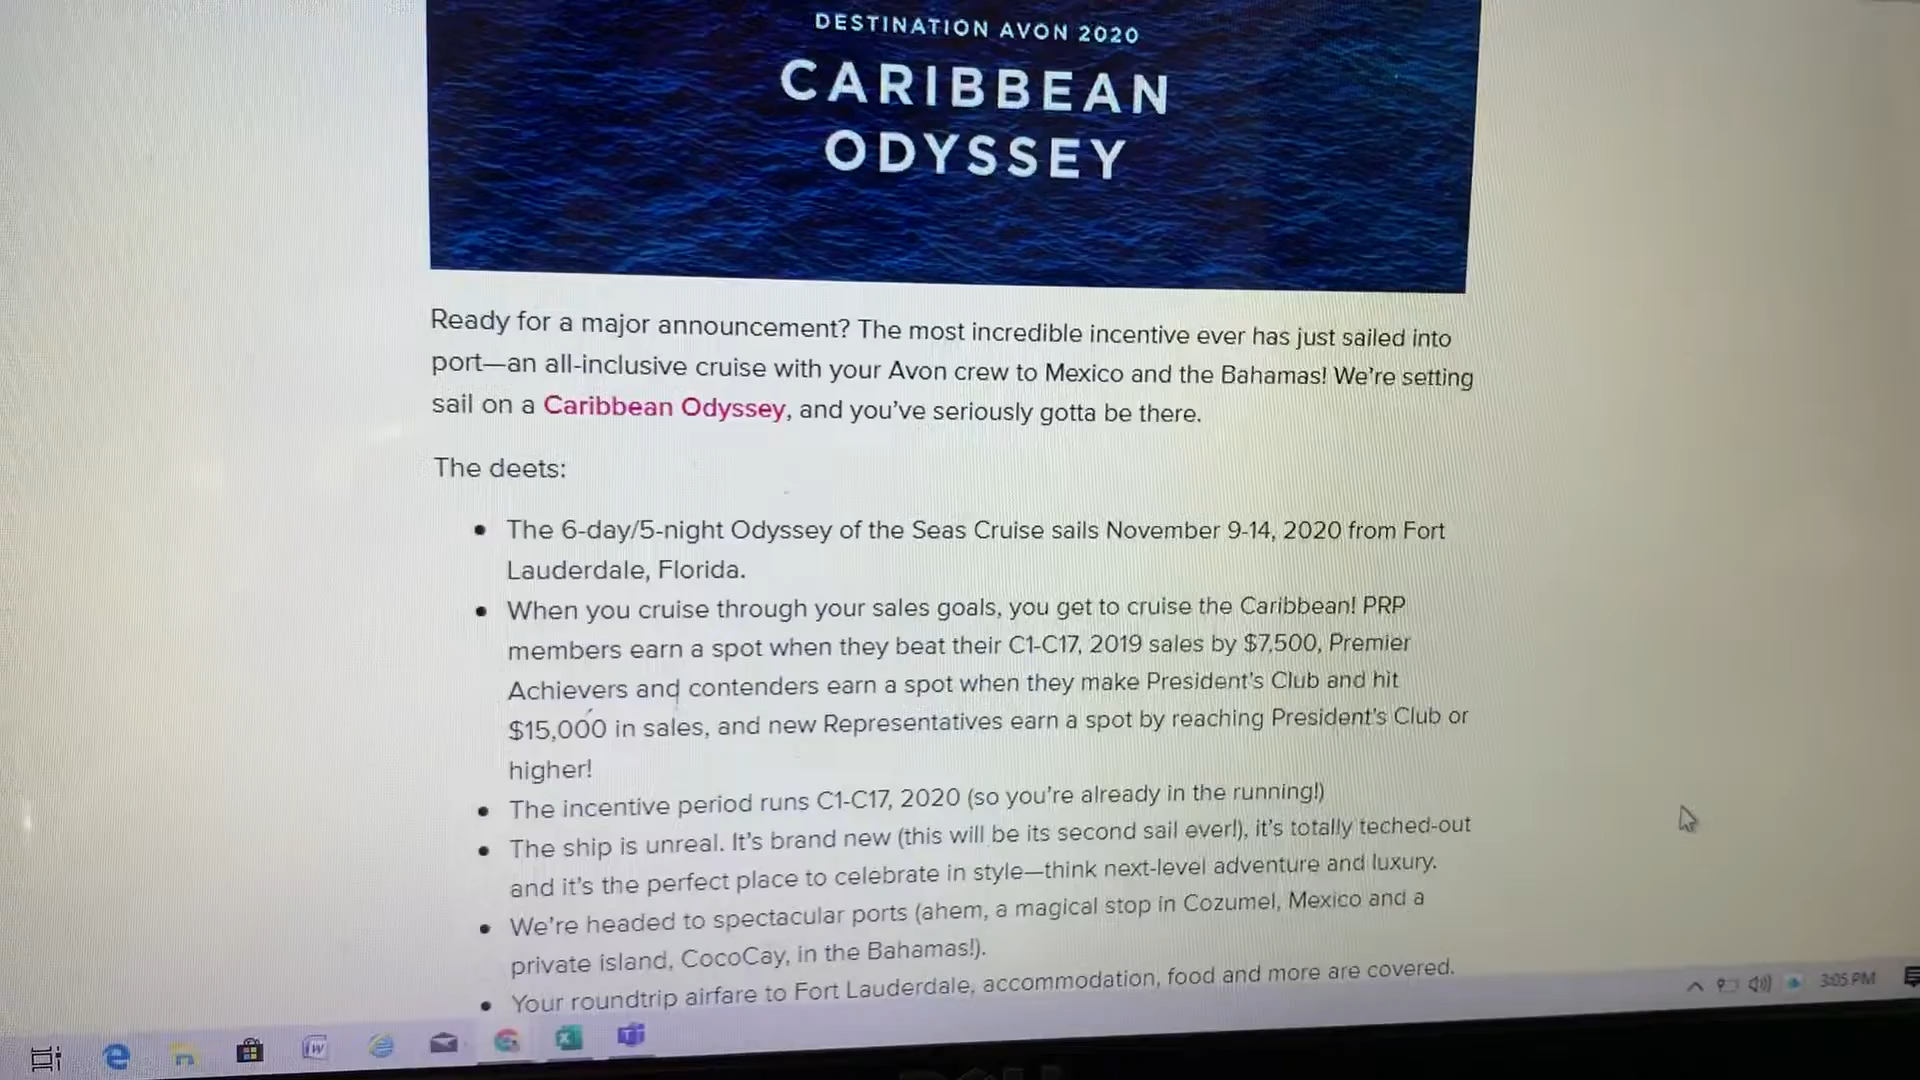 DESTINATION AVON 2020
CARIBBEAN
ODYSSEY
Ready for a major announcement? The most incredible incentive ever has just sailed into
port—an all-inclusive cruise with your Avon crew to Mexico and the Bahamas! We're setting
sail on a Caribbean Odyssey, and you've seriously gotta be there.
The deets:
• The 6-day/5-night Odyssey of the Seas Cruise sails November 9-14, 2020 from Fort
Lauderdale, Florida.
• When you cruise through your sales goals, you get to cruise the Caribbean! PRP
members earn a spot when they beat their C1-C17, 2019 sales by $7,500, Premier
Achievers and contenders earn a spot when they make President's Club and hit
$15,000 in sales, and new Representatives earn a spot by reaching President's Club or
higher!
• The incentive period runs C1-C17, 2020 (so you're already in the running!)
• The ship is unreal. It's brand new (this will be its second sail ever!), it's totally teched-out
and it's the perfect place to celebrate in style—think next-level adventure and luxury.
• We're headed to spectacular ports (ahem, a magical stop in Cozumel, Mexico and a
private island, CocoCay, in the Bahamas!).
• Your roundtrip airfare to Fort Lauderdale, accommodation, food and more are covered.
3:05 PM